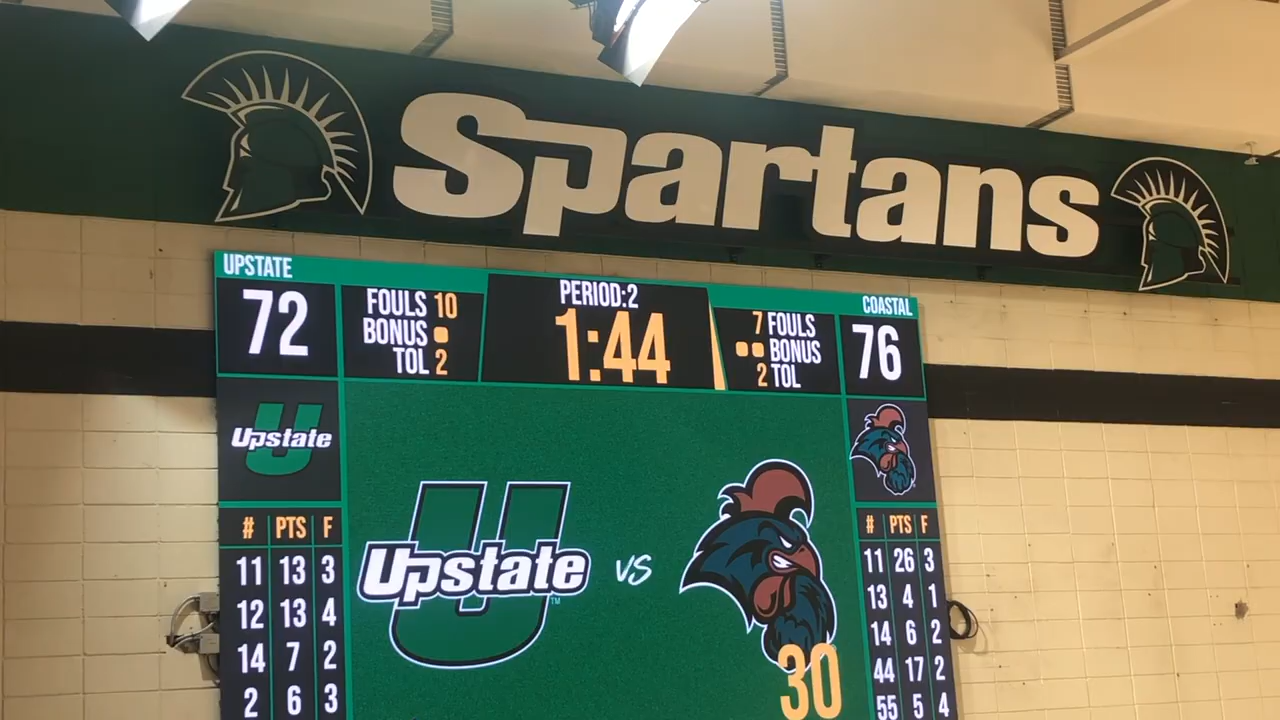 Spartans
UPSTATE
72
FOULS 10
BONUS
TOL 2
PERIOD:2
1:44
7 FOULS
BONUS
2 TOL
COASTAL
76
Upstate
# PTS F
11 13 3
12 13 4
14 7 2
2 6 3
Upstate
TM
vs
30
# PTS F
11 26 3
13 4 1
14 6 2
44 17 2
55 5 4